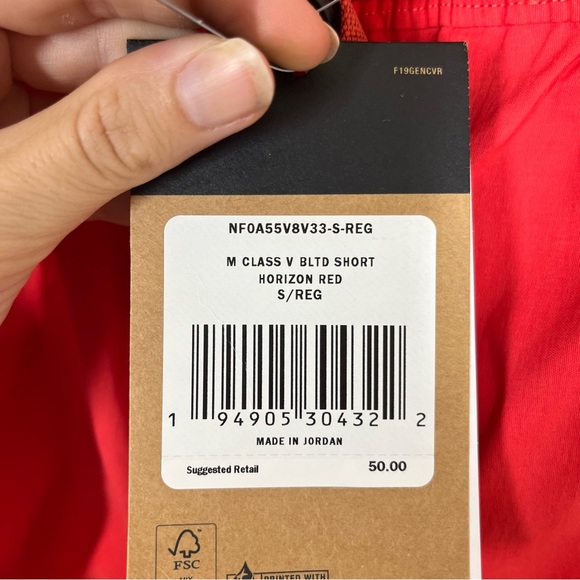 F19GENCVR
NF0A55V8V33-S-REG
M CLASS V BLTD SHORT
HORIZON RED
S/REG
1 94905 30432 2
MADE IN JORDAN
Suggested Retail 50.00
FSC
PRINTED WITH